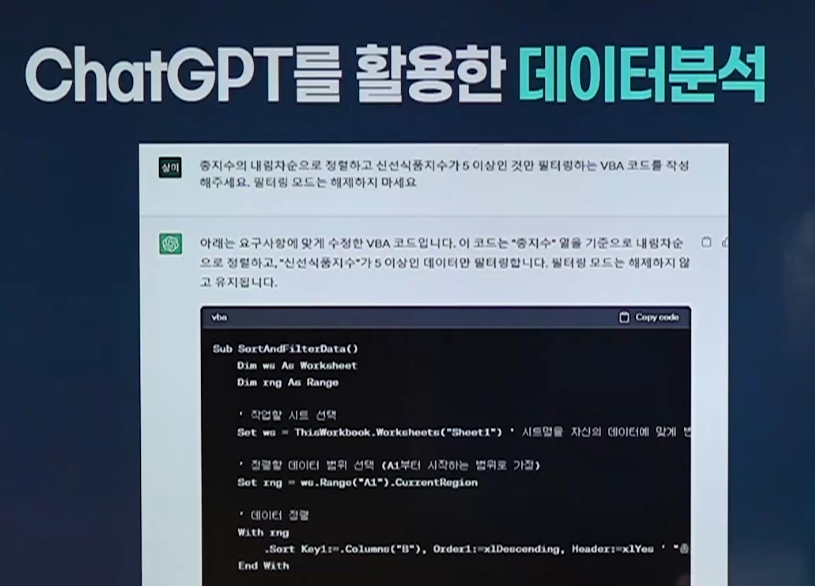 ChatGPT를 활용한 데이터분석
상미
총지수의 내림차순으로 정렬하고 신선식품지수가 5 이상인 것만 필터링하는 VBA 코드를 작성
해주세요. 필터링 모드는 해제하지 마세요
아래는 요구사항에 맞게 수정한 VBA 코드입니다. 이 코드는 "총지수" 열을 기준으로 내림차순
으로 정렬하고, "신선식품지수"가 5 이상인 데이터만 필터링합니다. 필터링 모드는 해제하지 않
고 유지됩니다.
vba
Copy code
Sub SortAndFilterData()
Dim ws As Worksheet
Dim rng As Range
' 작업할 시트 선택
Set ws = ThisWorkbook.Worksheets("Sheet1") ' 시트명을 자신의 데이터에 맞게 변
' 정렬할 데이터 범위 선택 (A1부터 시작하는 범위로 가정)
Set rng = ws.Range("A1").CurrentRegion
' 데이터 정렬
With rng
.Sort Key1:=.Columns("B"), Order1:=xlDescending, Header:=xlYes ' "총
End With